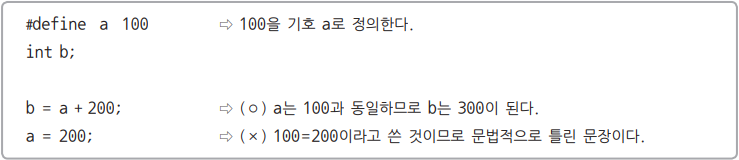 #define a 100 ⇨ 100을 기호 a로 정의한다.
int b;
b = a + 200; ⇨ (○) a는 100과 동일하므로 b는 300이 된다.
a = 200; ⇨ (×) 100=200이라고 쓴 것이므로 문법적으로 틀린 문장이다.